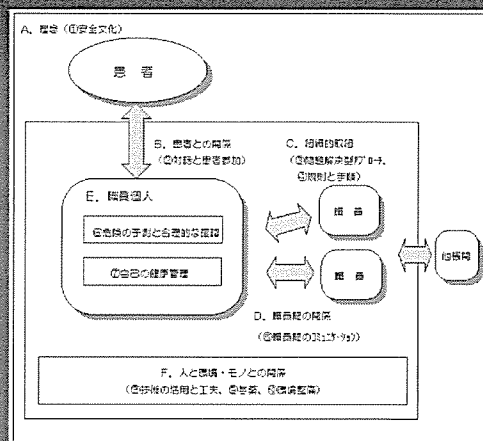 A. 理念（①安全文化）
患者
B. 患者との関係
（②対話と患者参加）
C. 組織的取組
（③問題解決型アプローチ、
④規則と手順）
E. 職員個人
⑥危険の予測と合理的な確認
⑦自己の健康管理
職員
職員
他機関
D. 職員間の関係
（⑤職員間のコミュニケーション）
F. 人と環境・モノとの関係
（⑧技術の活用と工夫、⑨与薬、⑩環境整備）